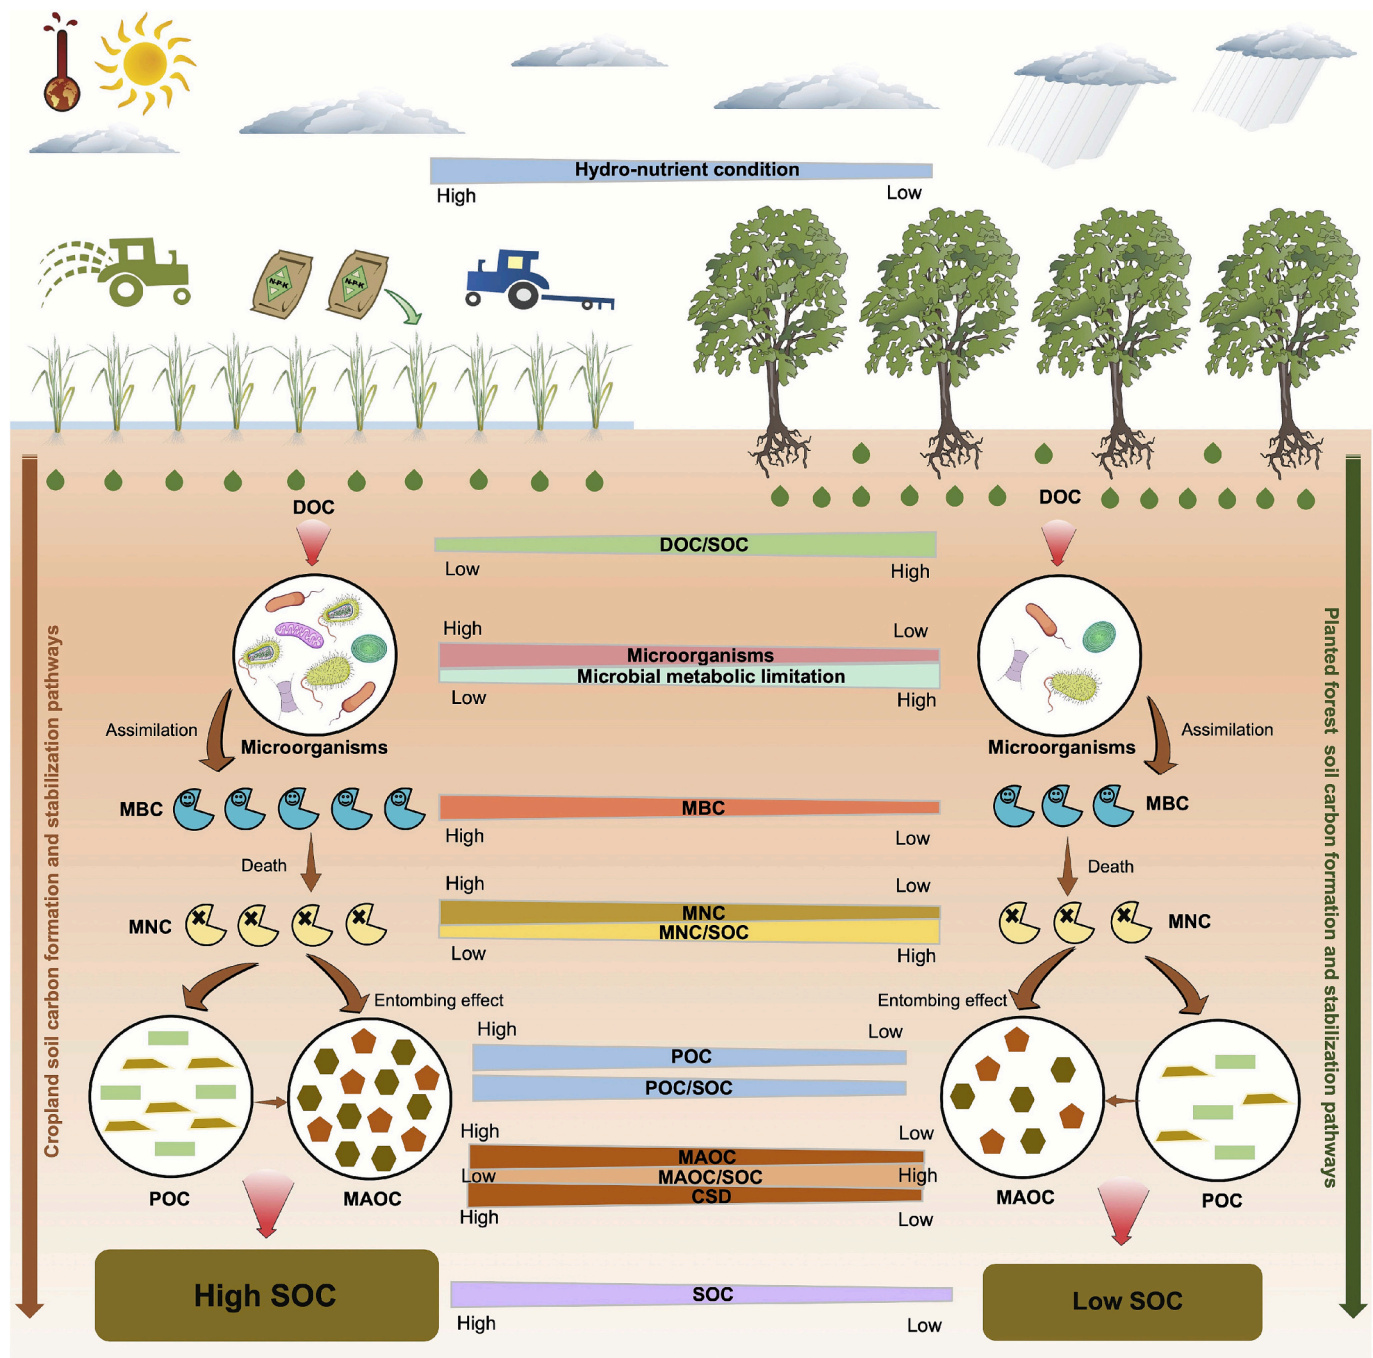 Hydro-nutrient condition
High
Low
N-P-K
N-P-K
DOC
DOC
DOC/SOC
Low
High
High
Low
Microorganisms
Microbial metabolic limitation
Low
High
Microorganisms
Microorganisms
Assimilation
Assimilation
MBC
MBC
MBC
High
Low
Death
Death
High
Low
MNC
MNC
MNC/SOC
MNC
Low
High
Entombing effect
Entombing effect
High
Low
POC
POC/SOC
High
Low
MAOC
Low
MAOC/SOC
High
CSD
High
Low
POC
MAOC
MAOC
POC
High SOC
SOC
Low SOC
High
Low
Cropland soil carbon formation and stabilization pathways
Planted forest soil carbon formation and stabilization pathways